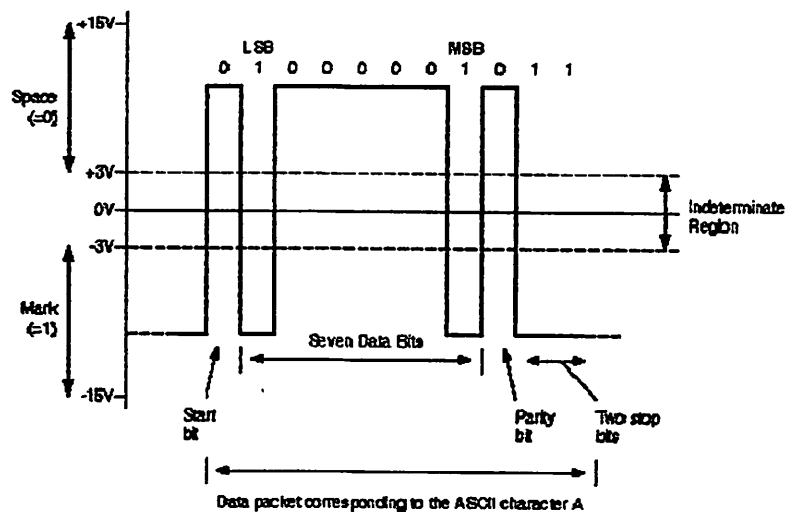 +15V
LSB MSB
0 1 0 0 0 0 0 1 0 1 1
Space
(=0)
+3V
0V
Indeterminate
Region
-3V
Mark
(=1)
Seven Data Bits
-15V
Start
bit
Parity
bit
Two stop
bits
Data packet corresponding to the ASCII character A